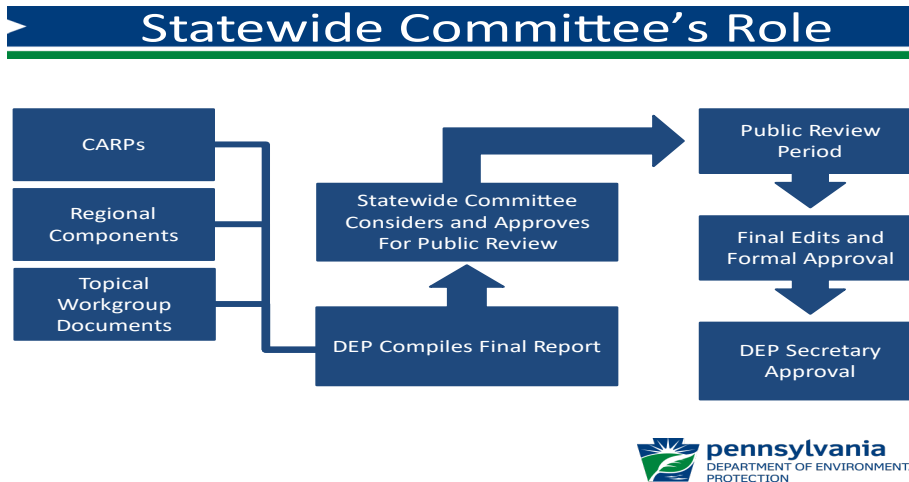 Statewide Committee’s Role
CARPs
Regional
Components
Topical
Workgroup
Documents
Statewide Committee
Considers and Approves
For Public Review
DEP Compiles Final Report
Public Review
Period
Final Edits and
Formal Approval
DEP Secretary
Approval
pennsylvania
DEPARTMENT OF ENVIRONMENT
PROTECTION